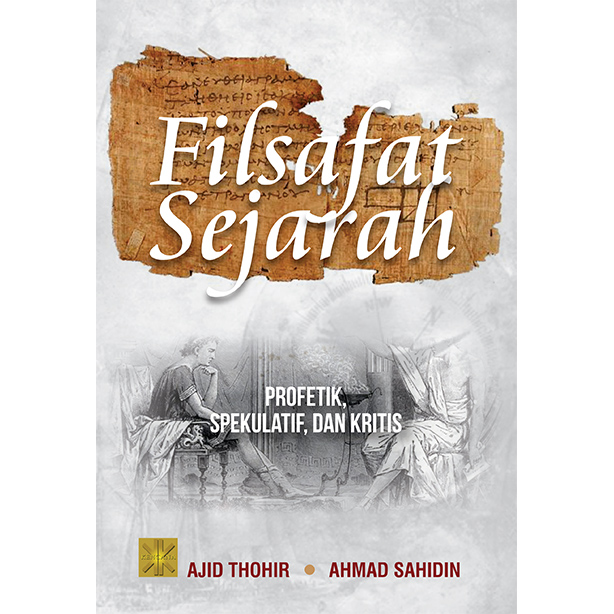 Filsafat
Sejarah
PROFETIK,
SPEKULATIF, DAN KRITIS
AJID THOHIR • AHMAD SAHIDIN